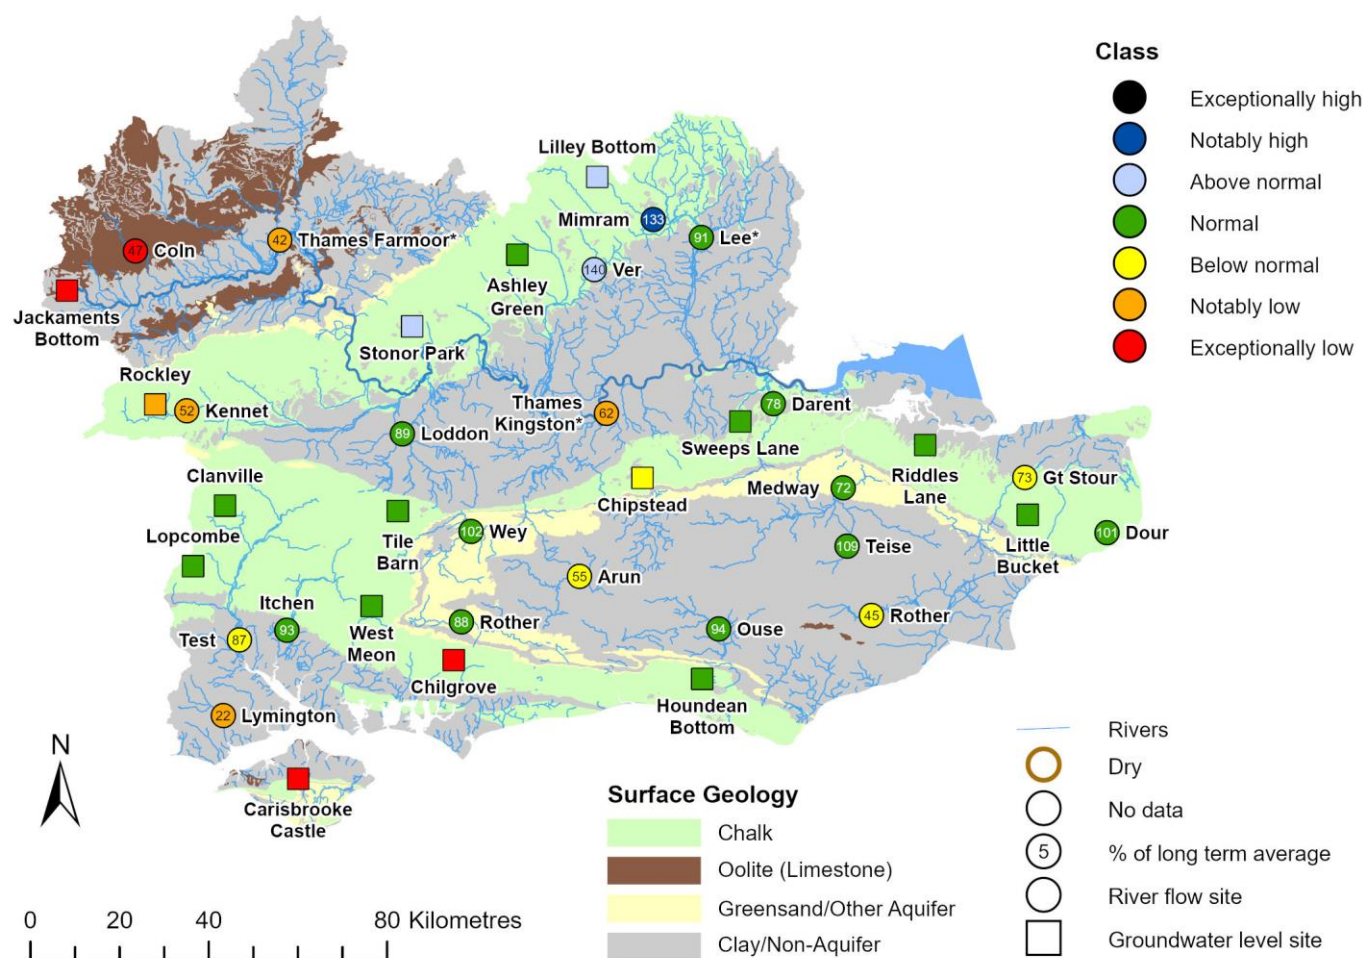 Class
Exceptionally high
Notably high
Above normal
Normal
Below normal
Notably low
Exceptionally low
Lilley Bottom
Mimram
133
91
Lee*
42
Thames Farmoor*
47
Coln
140
Ver
Ashley
Green
Jackaments
Bottom
Stonor Park
Rockley
52
Kennet
Thames
Kingston*
62
78
Darent
89
Loddon
Sweeps Lane
Clanville
Riddles
Lane
Chipstead
Medway
72
73
Gt Stour
Lopcombe
Tile
Barn
102
Wey
109
Teise
Little
Bucket
101
Dour
55
Arun
Itchen
93
West
Meon
88
Rother
94
Ouse
45
Rother
Test
87
Chilgrove
Houndean
Bottom
22
Lymington
N
Carisbrooke
Castle
Surface Geology
Chalk
Oolite (Limestone)
Greensand/Other Aquifer
Clay/Non-Aquifer
Rivers
Dry
No data
5
% of long term average
River flow site
Groundwater level site
0 20 40 80 Kilometres